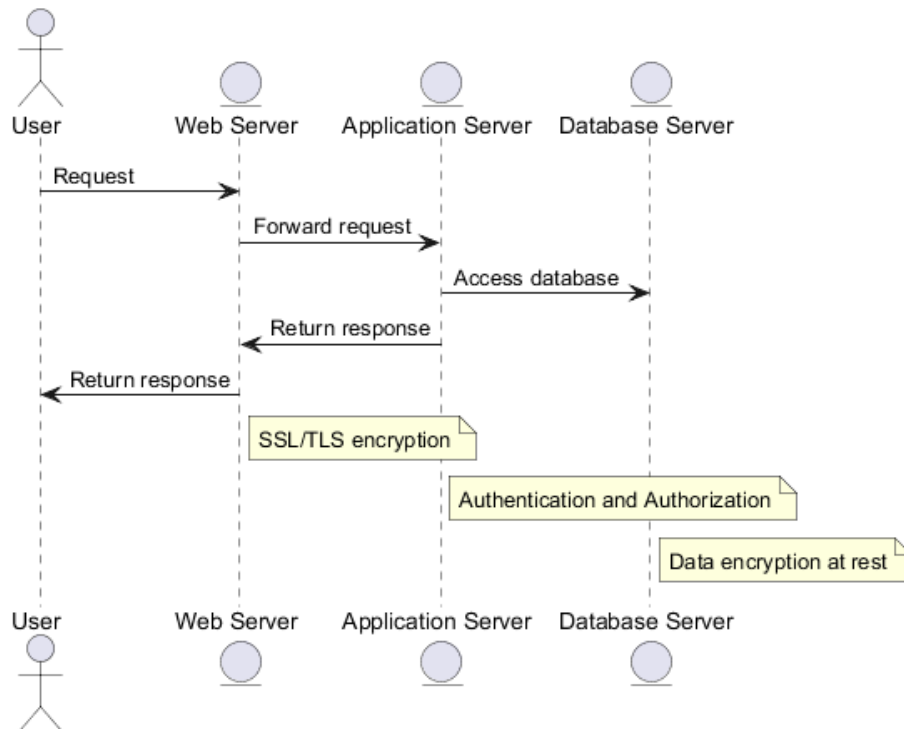 User
Web Server
Application Server
Database Server
Request
Forward request
Access database
Return response
Return response
SSL/TLS encryption
Authentication and Authorization
Data encryption at rest
User
Web Server
Application Server
Database Server